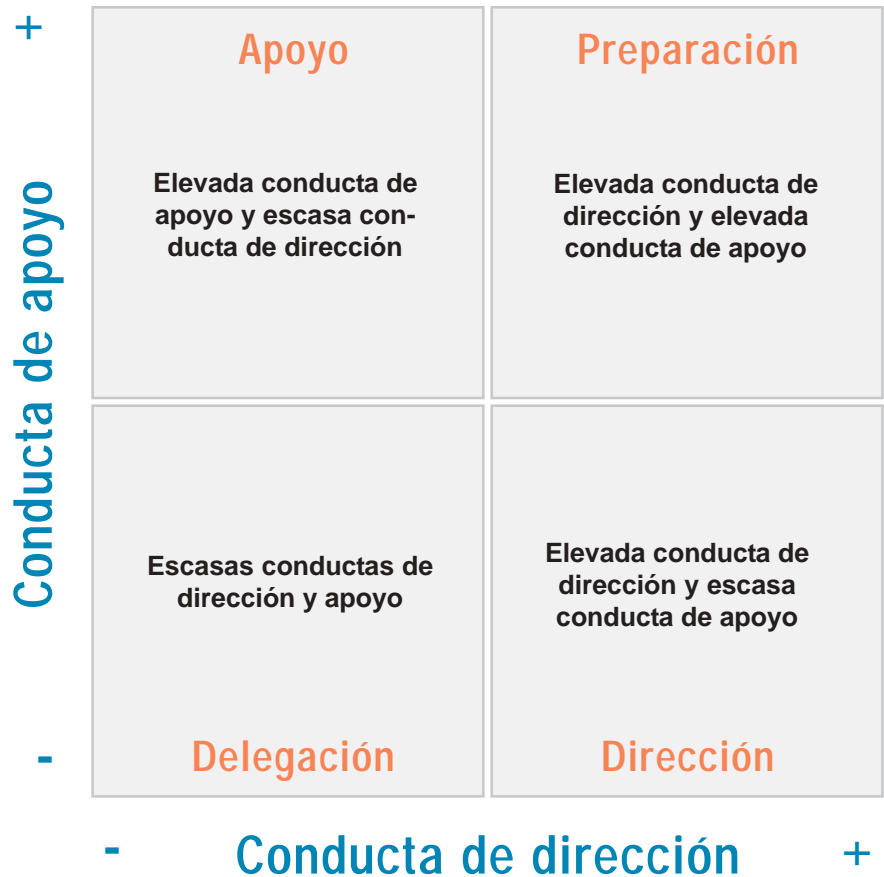 +
Apoyo
Elevada conducta de
apoyo y escasa con-
ducta de dirección
Preparación
Elevada conducta de
dirección y elevada
conducta de apoyo
Conducta de apoyo
Escasas conductas de
dirección y apoyo
Delegación
Elevada conducta de
dirección y escasa
conducta de apoyo
Dirección
-
- Conducta de dirección +